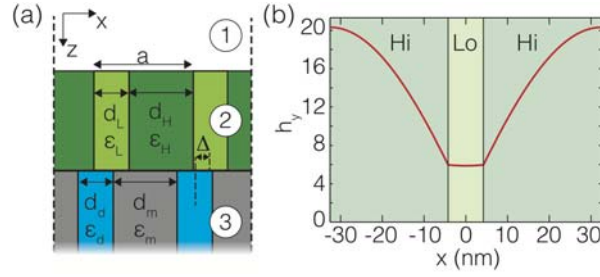 (a)
x
z
1
a
d_L
d_H
ε_L
ε_H
2
Δ
d_d
d_m
ε_d
ε_m
3
(b)
20
16
12
8
4
0
h_y
Hi
Lo
Hi
-30 -20 -10 0 10 20 30
x (nm)